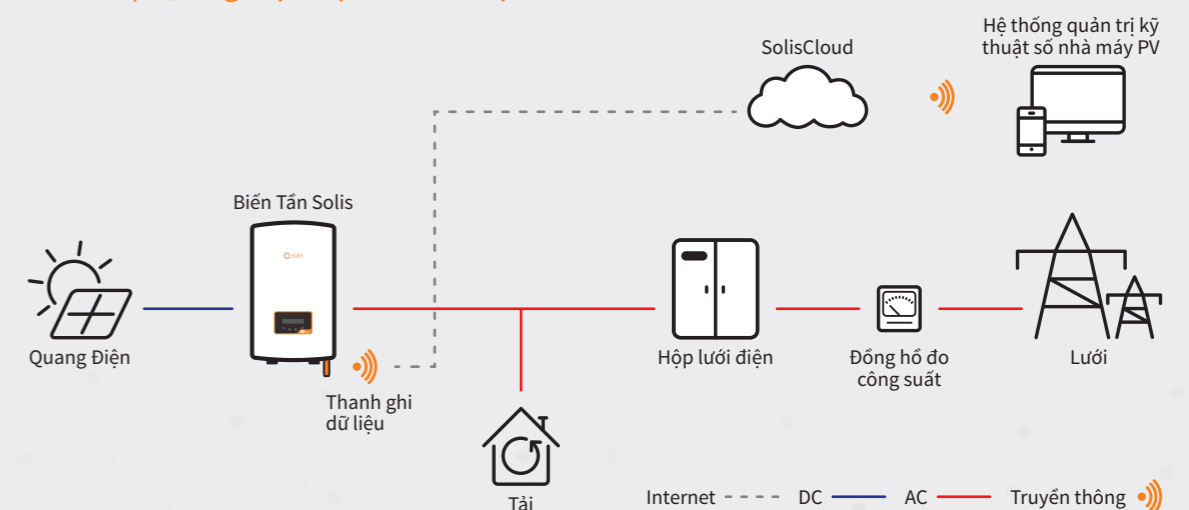 Hệ thống quản trị kỹ
thuật số nhà máy PV
SolisCloud
Biến Tần Solis
solis
Quang Điện
Thanh ghi
dữ liệu
Hộp lưới điện
Đồng hồ đo
công suất
Lưới
Tải
Internet
DC
AC
Truyền thông